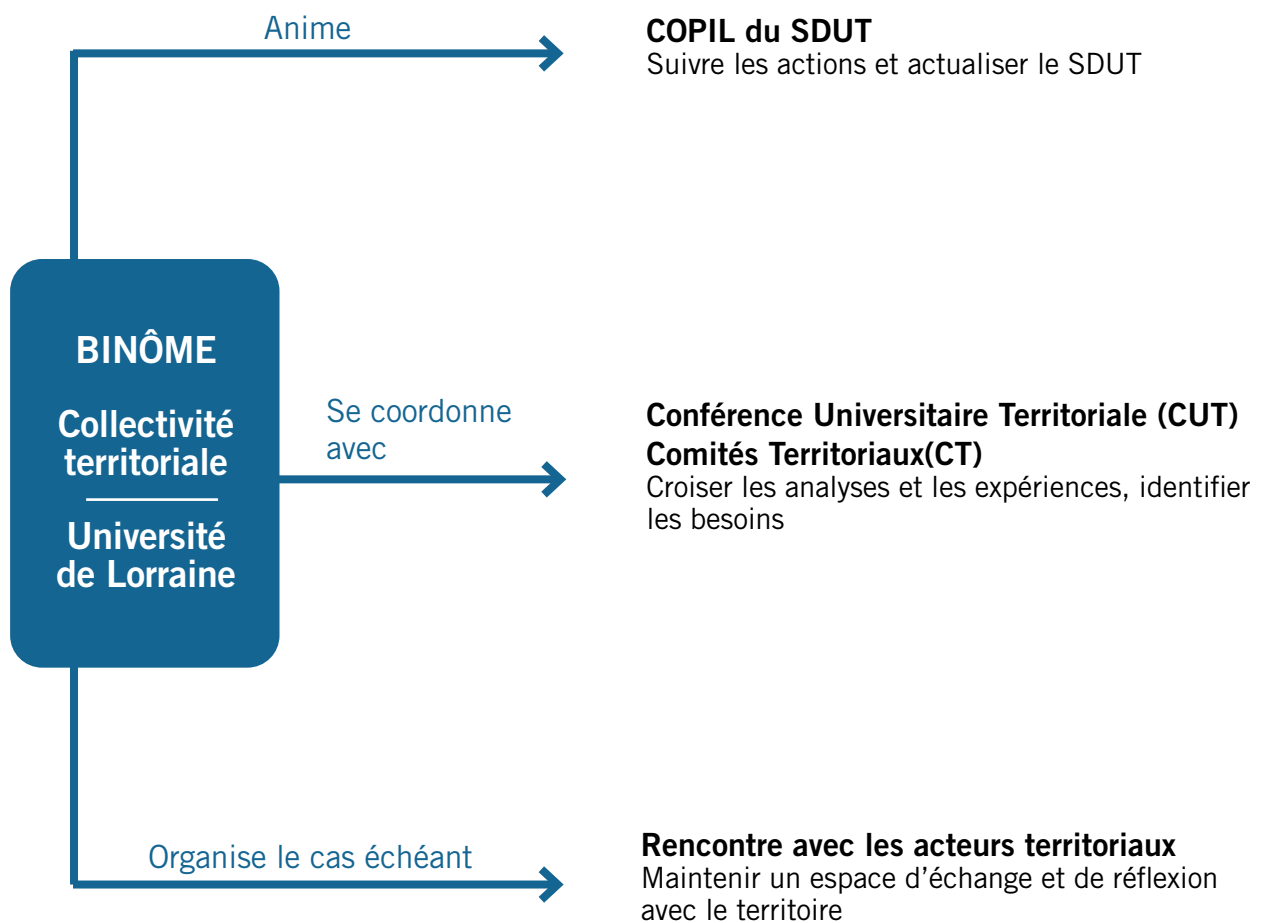 Anime
COPIL du SDUT
Suivre les actions et actualiser le SDUT
BINÔME
Collectivité
territoriale
Université
de Lorraine
Se coordonne
avec
Conférence Universitaire Territoriale (CUT)
Comités Territoriaux(CT)
Croiser les analyses et les expériences, identifier
les besoins
Organise le cas échéant
Rencontre avec les acteurs territoriaux
Maintenir un espace d’échange et de réflexion
avec le territoire